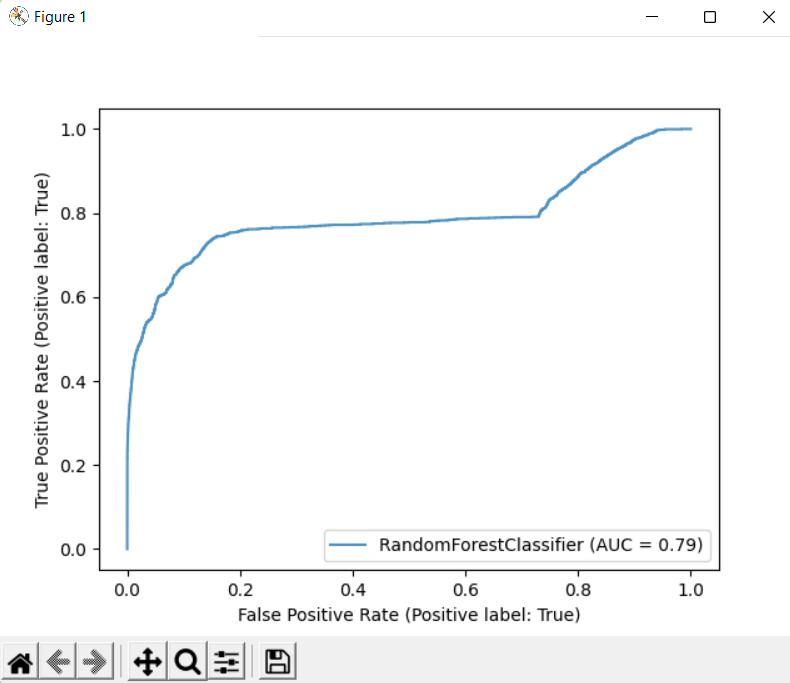 Figure 1
1.0
0.8
0.6
0.4
0.2
0.0
True Positive Rate (Positive label: True)
RandomForestClassifier (AUC = 0.79)
0.0 0.2 0.4 0.6 0.8 1.0
False Positive Rate (Positive label: True)